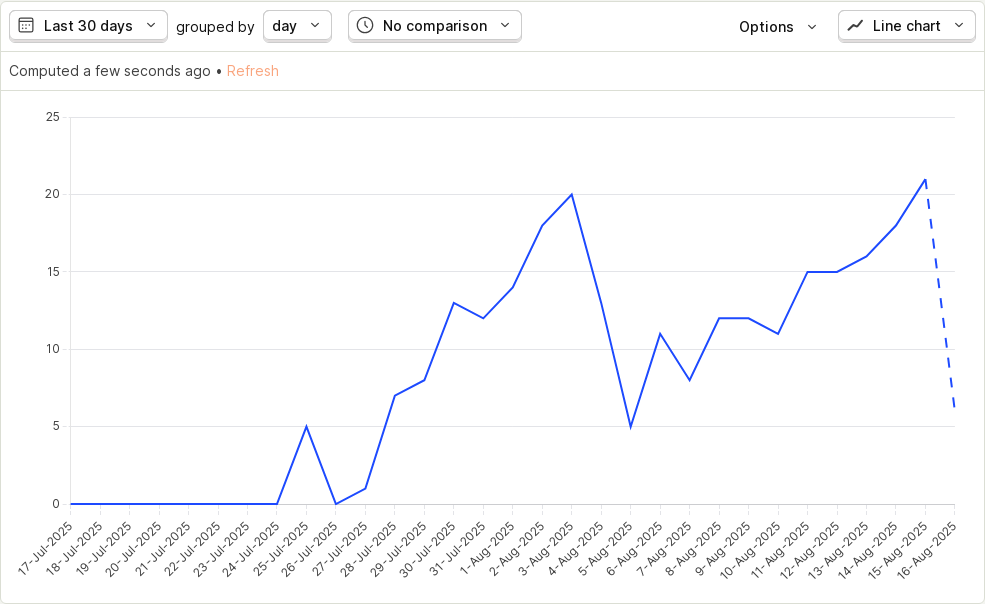 Last 30 days grouped by day No comparison Options Line chart
Computed a few seconds ago • Refresh
25
20
15
10
5
0
17-Jul-2025
18-Jul-2025
19-Jul-2025
20-Jul-2025
21-Jul-2025
22-Jul-2025
23-Jul-2025
24-Jul-2025
25-Jul-2025
26-Jul-2025
27-Jul-2025
28-Jul-2025
29-Jul-2025
30-Jul-2025
31-Jul-2025
1-Aug-2025
2-Aug-2025
3-Aug-2025
4-Aug-2025
5-Aug-2025
6-Aug-2025
7-Aug-2025
8-Aug-2025
9-Aug-2025
10-Aug-2025
11-Aug-2025
12-Aug-2025
13-Aug-2025
14-Aug-2025
15-Aug-2025
16-Aug-2025